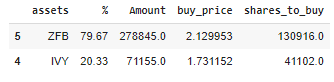 assets % Amount buy_price shares_to_buy
5 ZFB 79.67 278845.0 2.129953 130916.0
4 IVY 20.33 71155.0 1.731152 41102.0